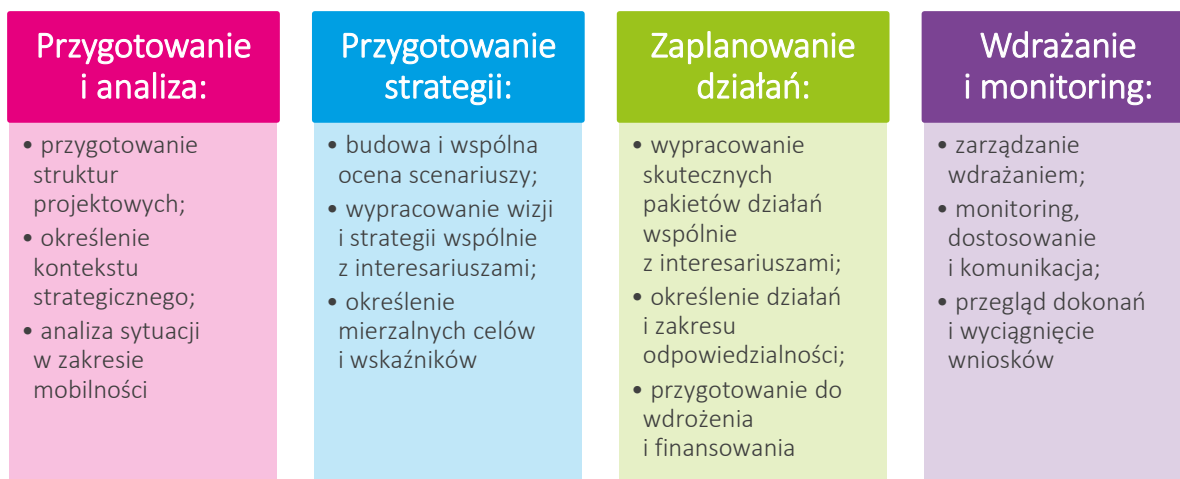 Przygotowanie
i analiza:
• przygotowanie
struktur
projektowych;
• określenie
kontekstu
strategicznego;
• analiza sytuacji
w zakresie
mobilności
Przygotowanie
strategii:
• budowa i wspólna
ocena scenariuszy;
• wypracowanie wizji
i strategii wspólnie
z interesariuszami;
• określenie
mierzalnych celów
i wskaźników
Zaplanowanie
działań:
• wypracowanie
skutecznych
pakietów działań
wspólnie
z interesariuszami;
• określenie działań
i zakresu
odpowiedzialności;
• przygotowanie do
wdrożenia
i finansowania
Wdrażanie
i monitoring:
• zarządzanie
wdrażaniem;
• monitoring,
dostosowanie
i komunikacja;
• przegląd dokonań
i wyciągnięcie
wniosków